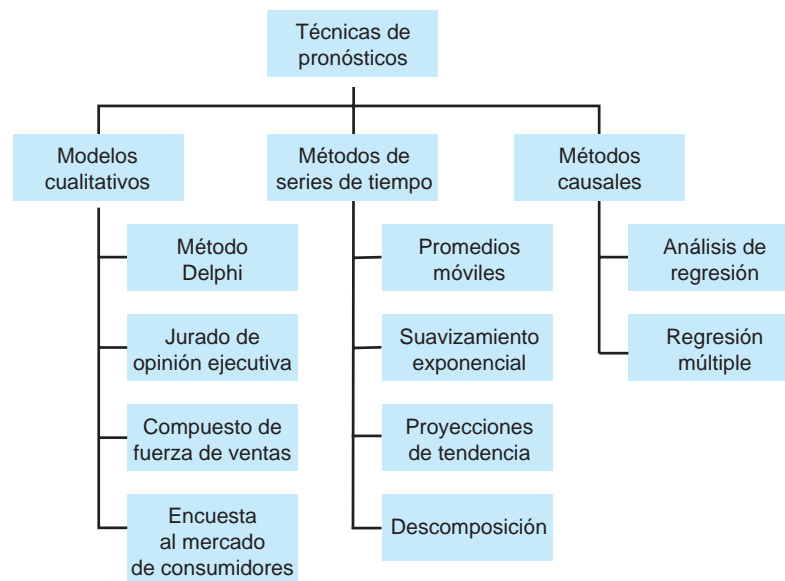 Técnicas de
pronósticos
Modelos
cualitativos
Métodos de
series de tiempo
Métodos
causales
Método
Delphi
Promedios
móviles
Análisis de
regresión
Jurado de
opinión ejecutiva
Suavizamiento
exponencial
Regresión
múltiple
Compuesto de
fuerza de ventas
Proyecciones
de tendencia
Encuesta
al mercado
de consumidores
Descomposición